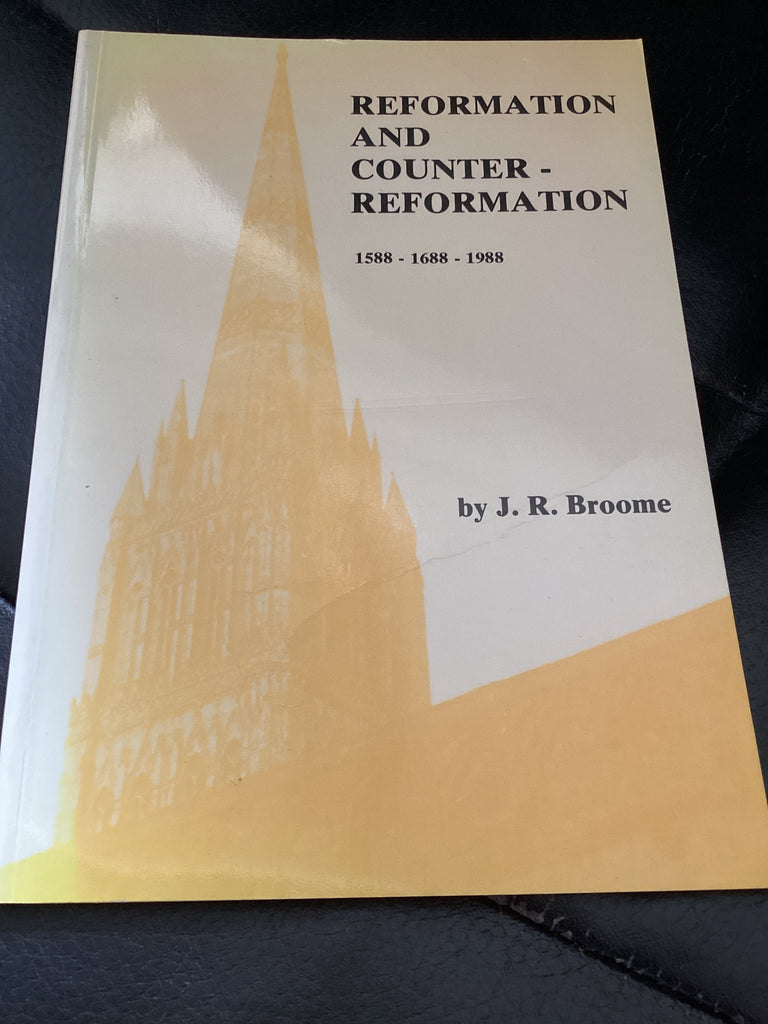 REFORMATION
AND
COUNTER -
REFORMATION
1588 - 1688 - 1988
by J. R. Broome